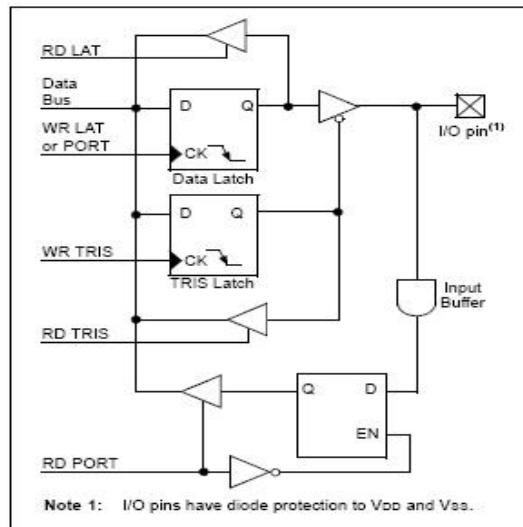 RD LAT
Data
Bus
D Q
WR LAT
or PORT
CK
Data Latch
I/O pin(1)
D Q
WR TRIS
CK
TRIS Latch
Input
Buffer
RD TRIS
Q D
EN
RD PORT
Note 1: I/O pins have diode protection to VDD and VSS.